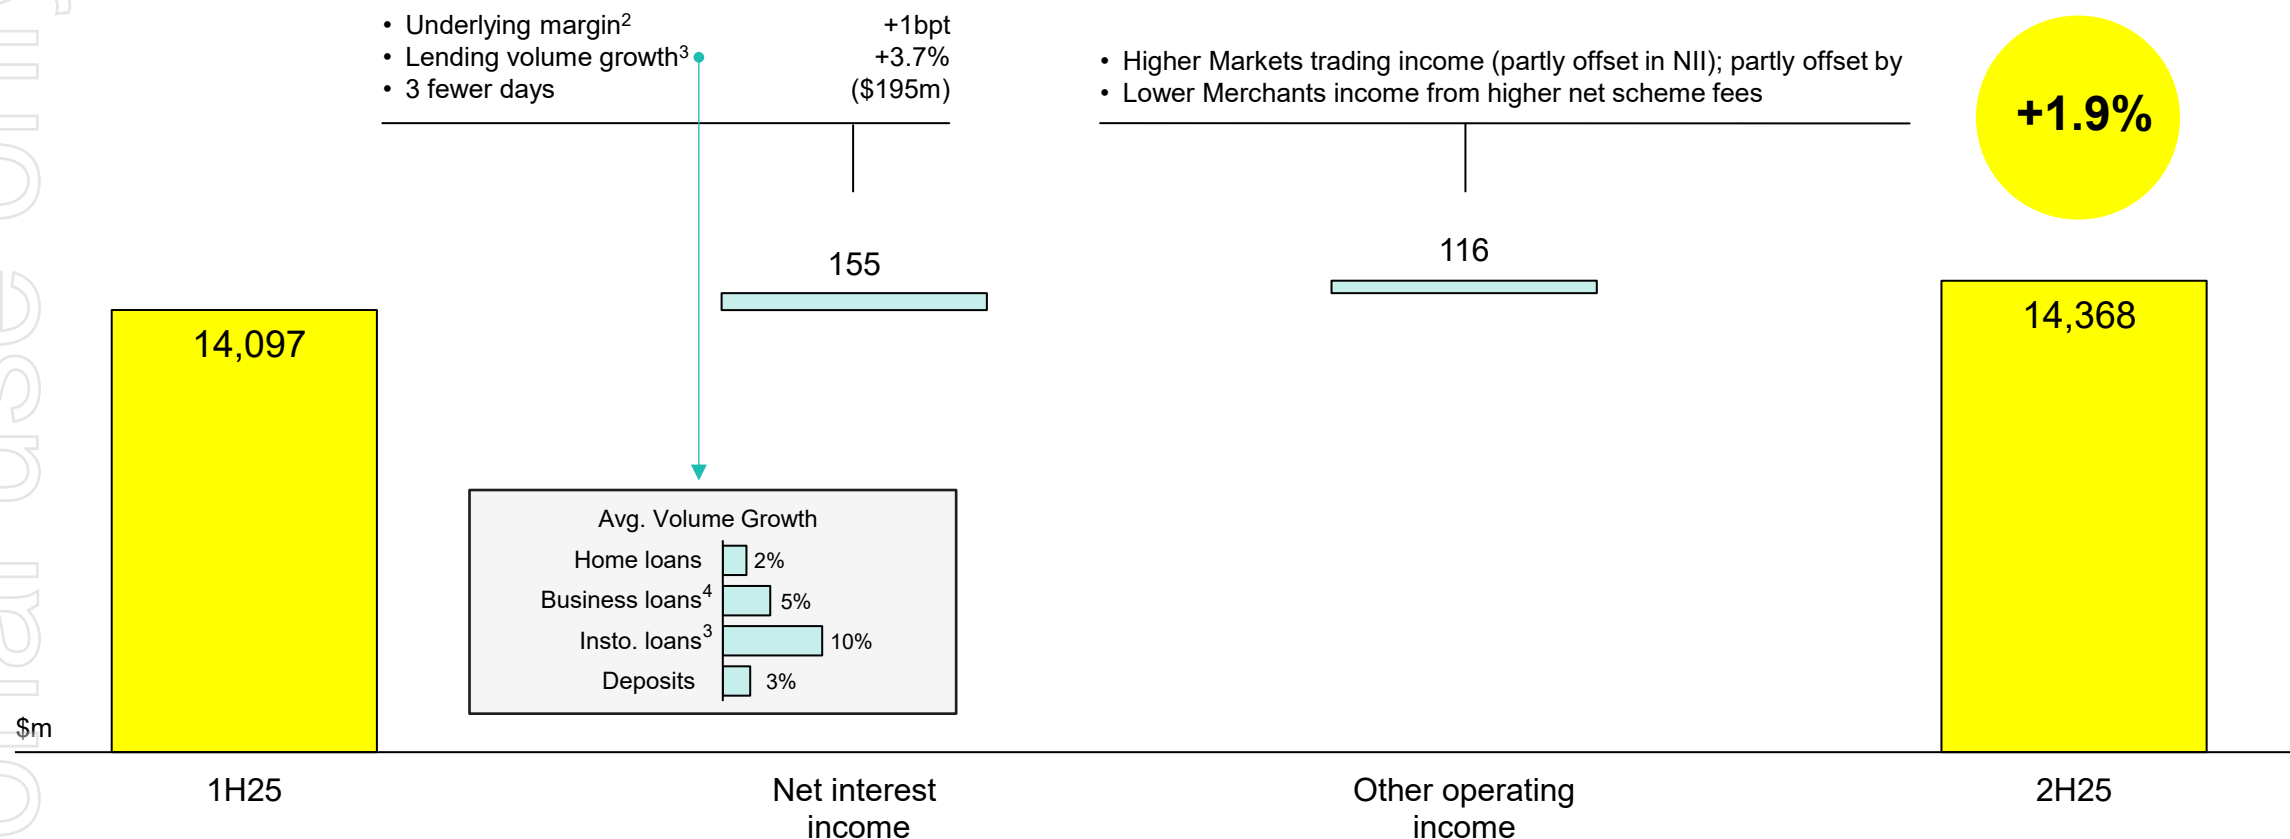 • Underlying margin2 +1bpt
• Lending volume growth3 +3.7%
• 3 fewer days ($195m)
• Higher Markets trading income (partly offset in NII); partly offset by
• Lower Merchants income from higher net scheme fees
+1.9%
155
116
14,097
14,368
Avg. Volume Growth
Home loans 2%
Business loans4 5%
Insto. loans3 10%
Deposits 3%
$m
1H25
Net interest
income
Other operating
income
2H25
use